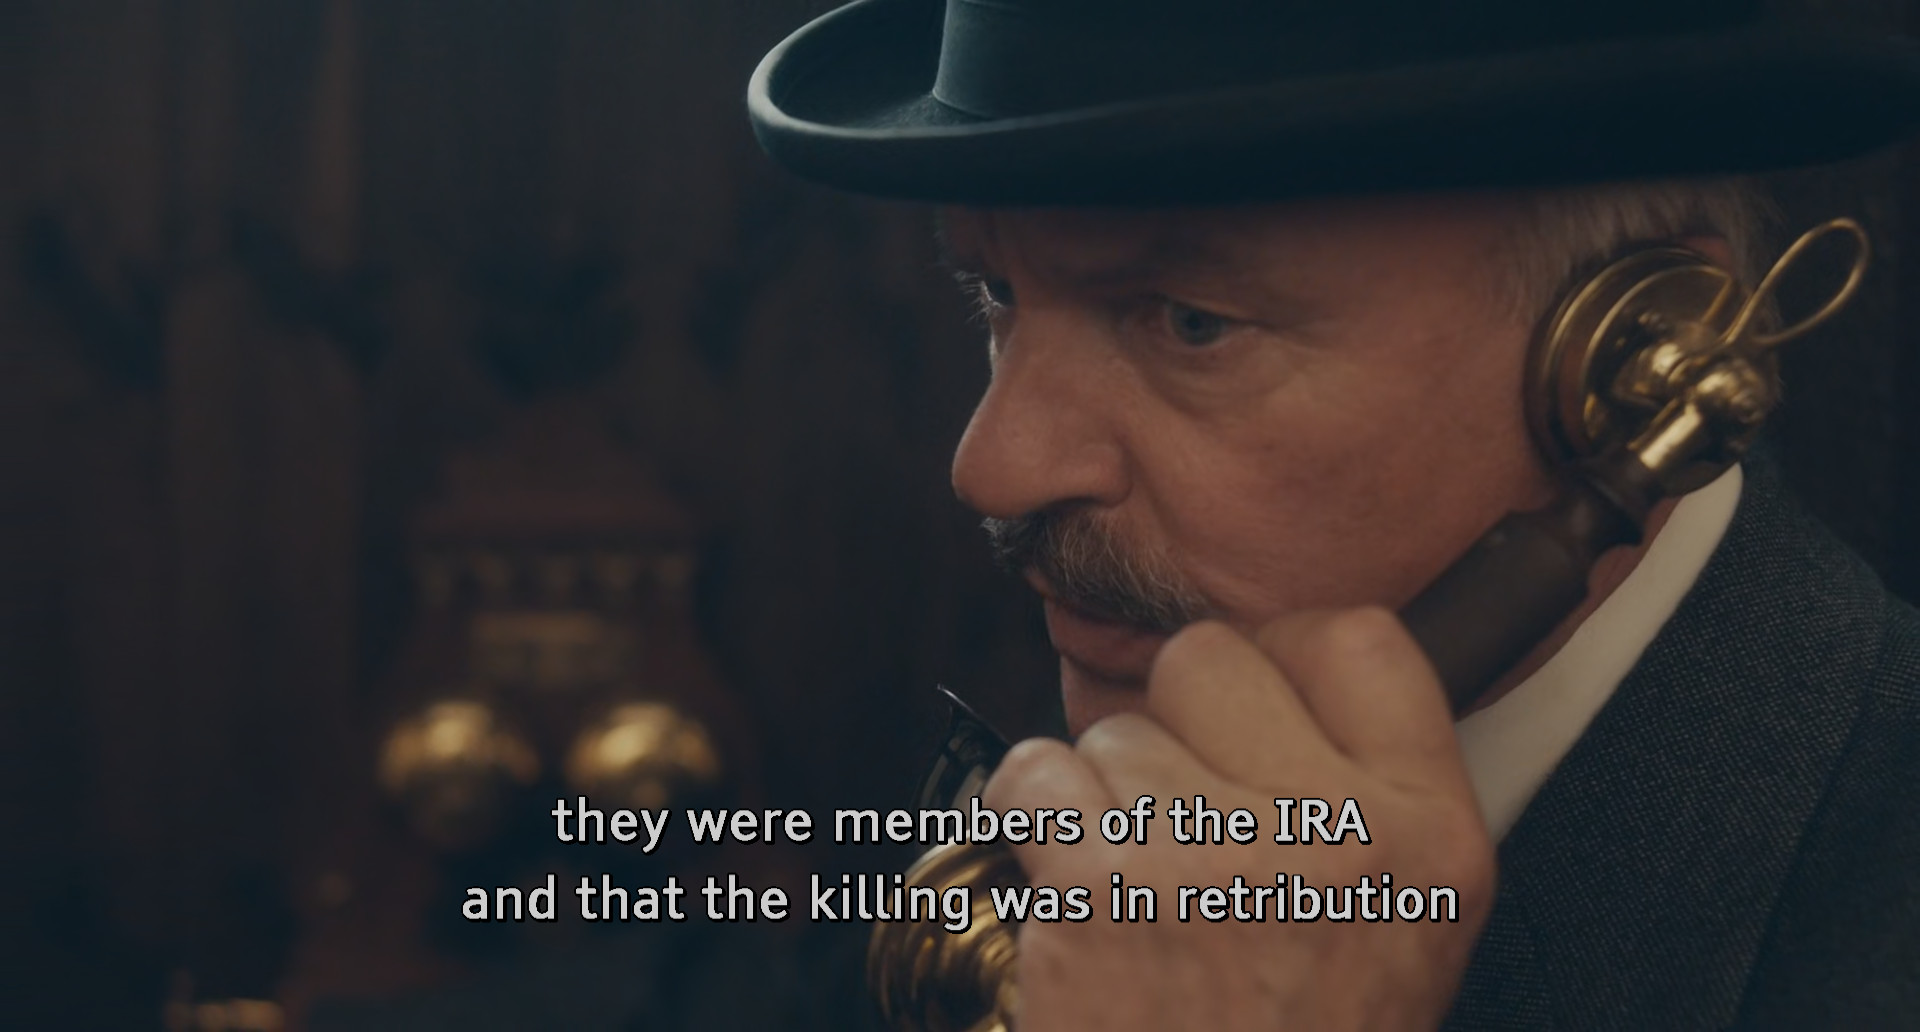 they were members of the IRA
and that the killing was in retribution